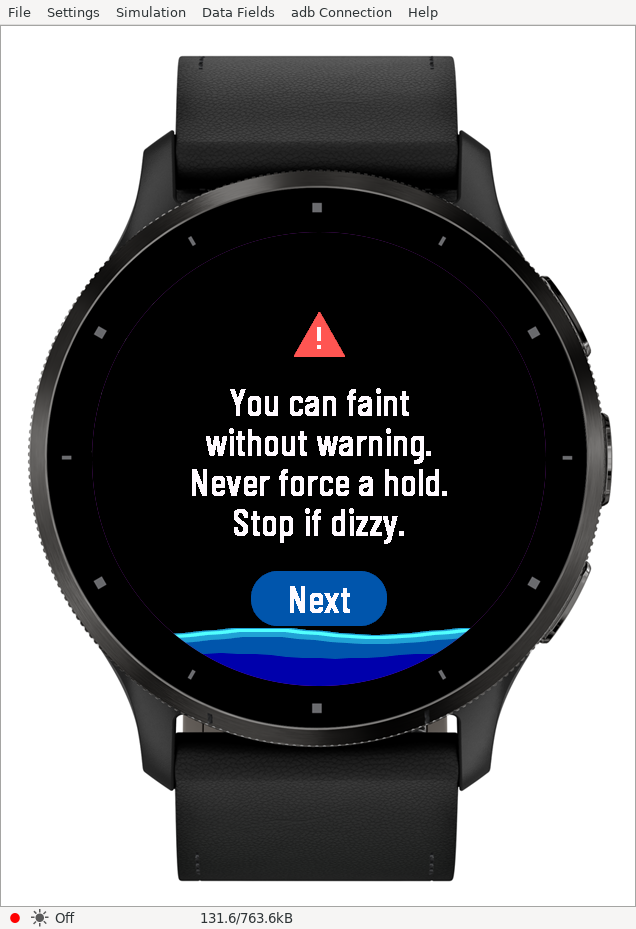 File Settings Simulation Data Fields adb Connection Help
!
You can faint
without warning.
Never force a hold.
Stop if dizzy.
Next
Off 131.6/763.6kB